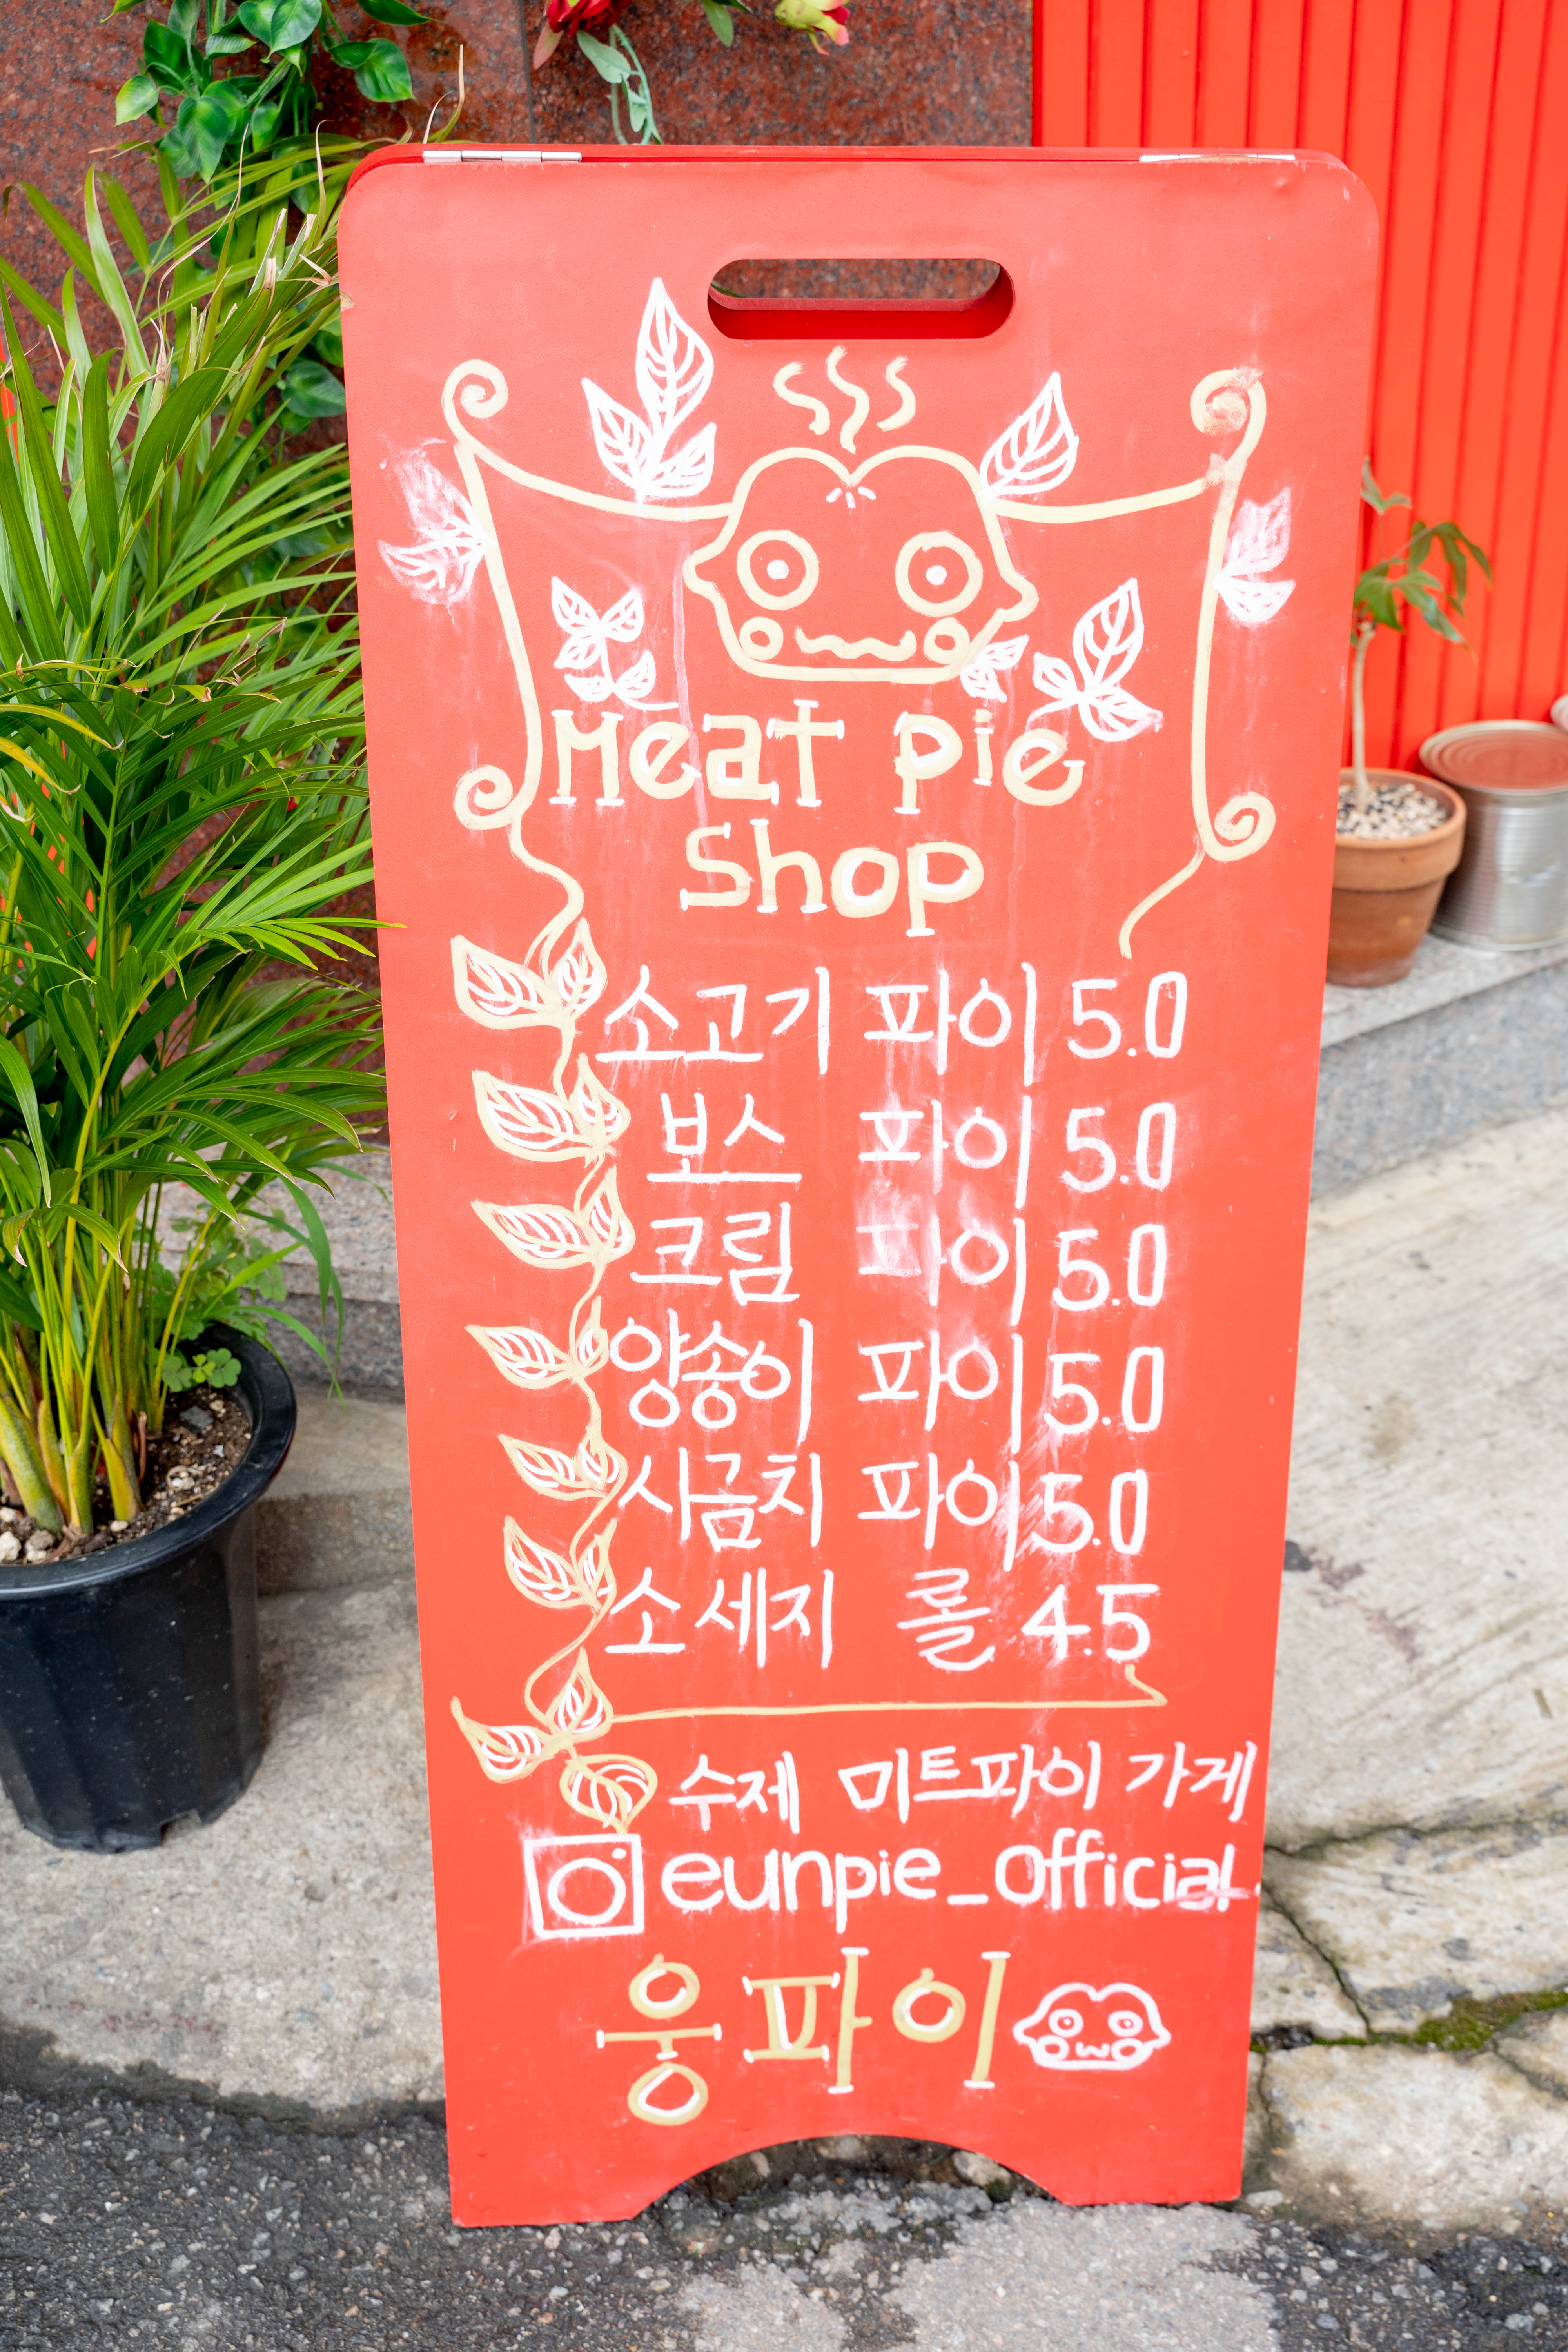 Meat pie
Shop
소고기 파이 5.0
보스 파이 5.0
크림 파이 5.0
양송이 파이 5.0
시금치 파이 5.0
소세지 롤 4.5
수제 미트파이 가게
eunpie_official.
웅파이